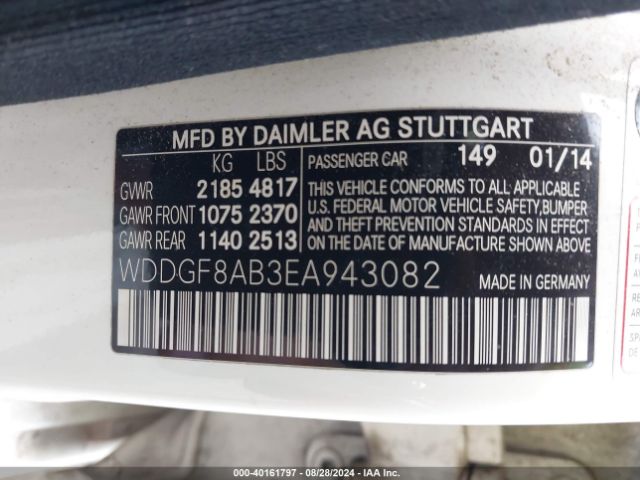 MFD BY DAIMLER AG STUTTGART
KG LBS
GVWR 2185 4817
GAWR FRONT 1075 2370
GAWR REAR 1140 2513
PASSENGER CAR 149 01/14
THIS VEHICLE CONFORMS TO ALL APPLICABLE
U.S. FEDERAL MOTOR VEHICLE SAFETY,BUMPER
AND THEFT PREVENTION STANDARDS IN EFFECT
ON THE DATE OF MANUFACTURE SHOWN ABOVE
WDDGF8AB3EA943082
MADE IN GERMANY
000-40161797 - 08/28/2024 - IAA Inc.